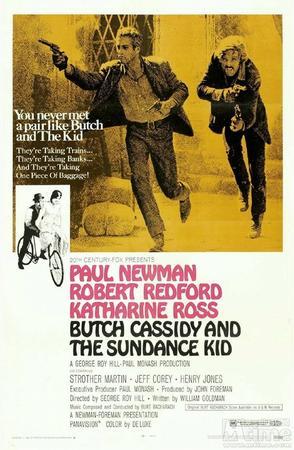 You never met
a pair like Butch
and The Kid
They're Taking Trains...
They're Taking Banks...
And They're Taking
One Piece Of Baggage!
20TH CENTURY-FOX PRESENTS
PAUL NEWMAN
ROBERT REDFORD
KATHARINE ROSS
BUTCH CASSIDY AND
THE SUNDANCE KID
A GEORGE ROY HILL-PAUL MONASH PRODUCTION
STROTHER MARTIN • JEFF COREY • HENRY JONES
Executive Producer PAUL MONASH • Produced by JOHN FOREMAN
Directed by GEORGE ROY HILL • Written by WILLIAM GOLDMAN
Music Composed and Conducted by BURT BACHARACH
A NEWMAN-FOREMAN PRESENTATION
PANAVISION® COLOR by DELUXE